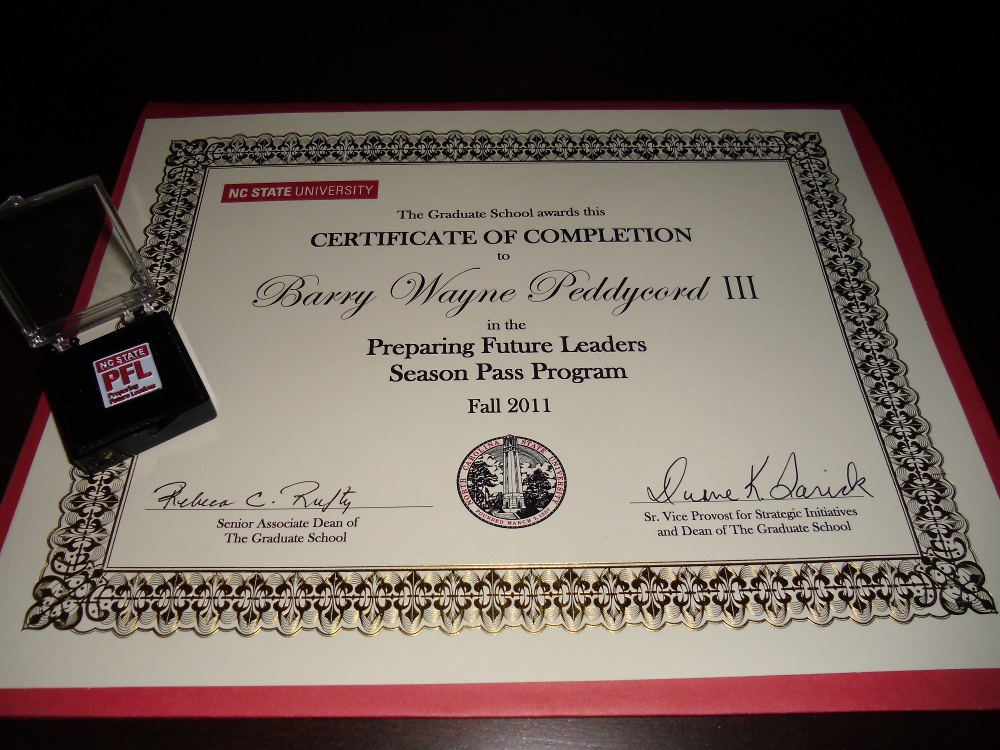 NC STATE UNIVERSITY
The Graduate School awards this
CERTIFICATE OF COMPLETION
to
Barry Wayne Peddycord III
in the
Preparing Future Leaders
Season Pass Program
Fall 2011
NC STATE
PFL
Preparing
Future Leaders
NORTH CAROLINA STATE UNIVERSITY
FOUNDED MARCH 7, 1887
Rebeca C. Rufty
Senior Associate Dean of
The Graduate School
Duane K. Larick
Sr. Vice Provost for Strategic Initiatives
and Dean of The Graduate School